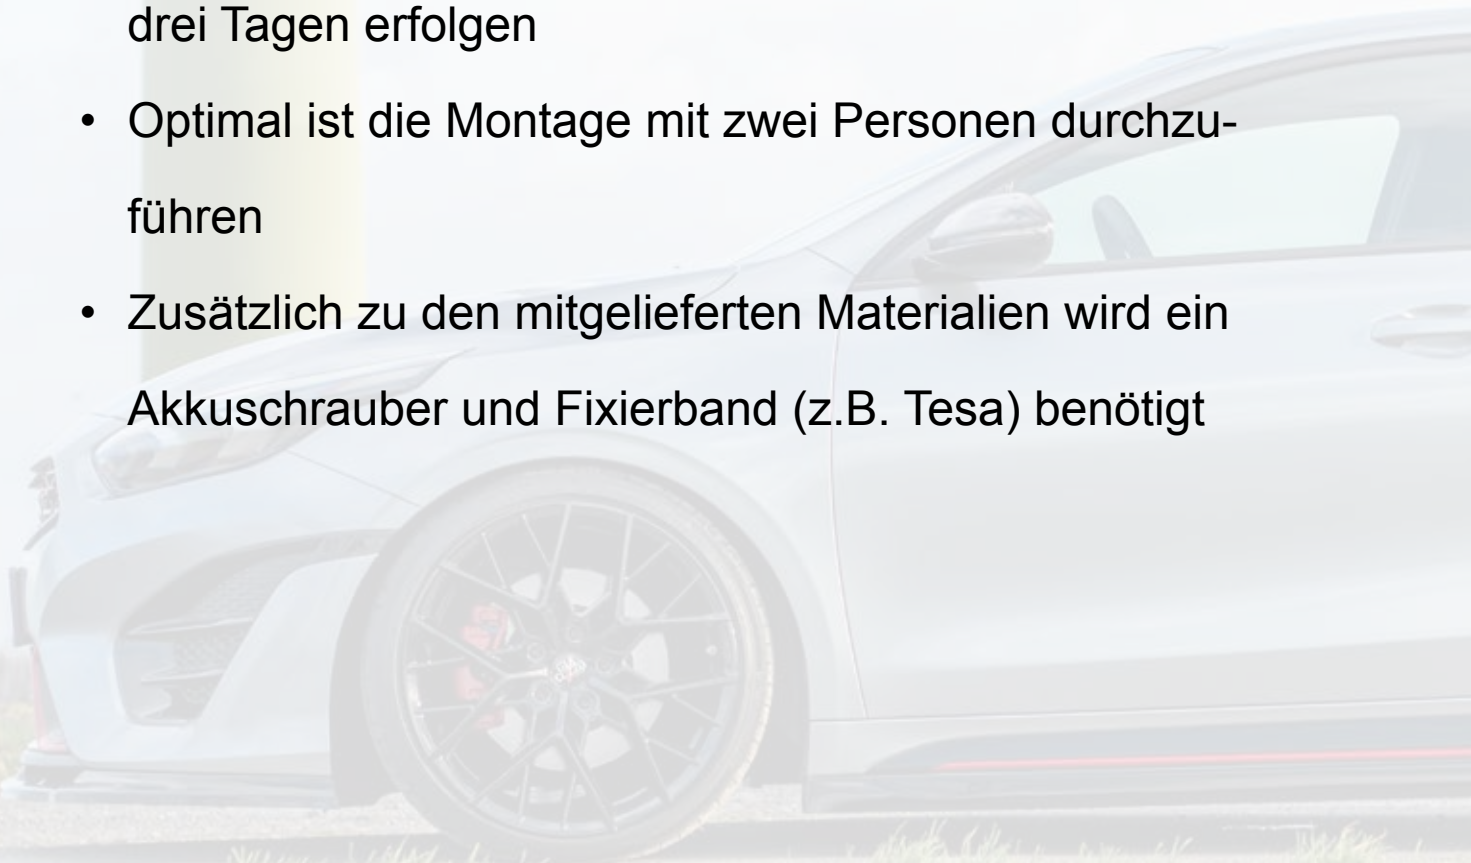 drei Tagen erfolgen
• Optimal ist die Montage mit zwei Personen durchzu-
führen
• Zusätzlich zu den mitgelieferten Materialien wird ein
Akkuschrauber und Fixierband (z.B. Tesa) benötigt